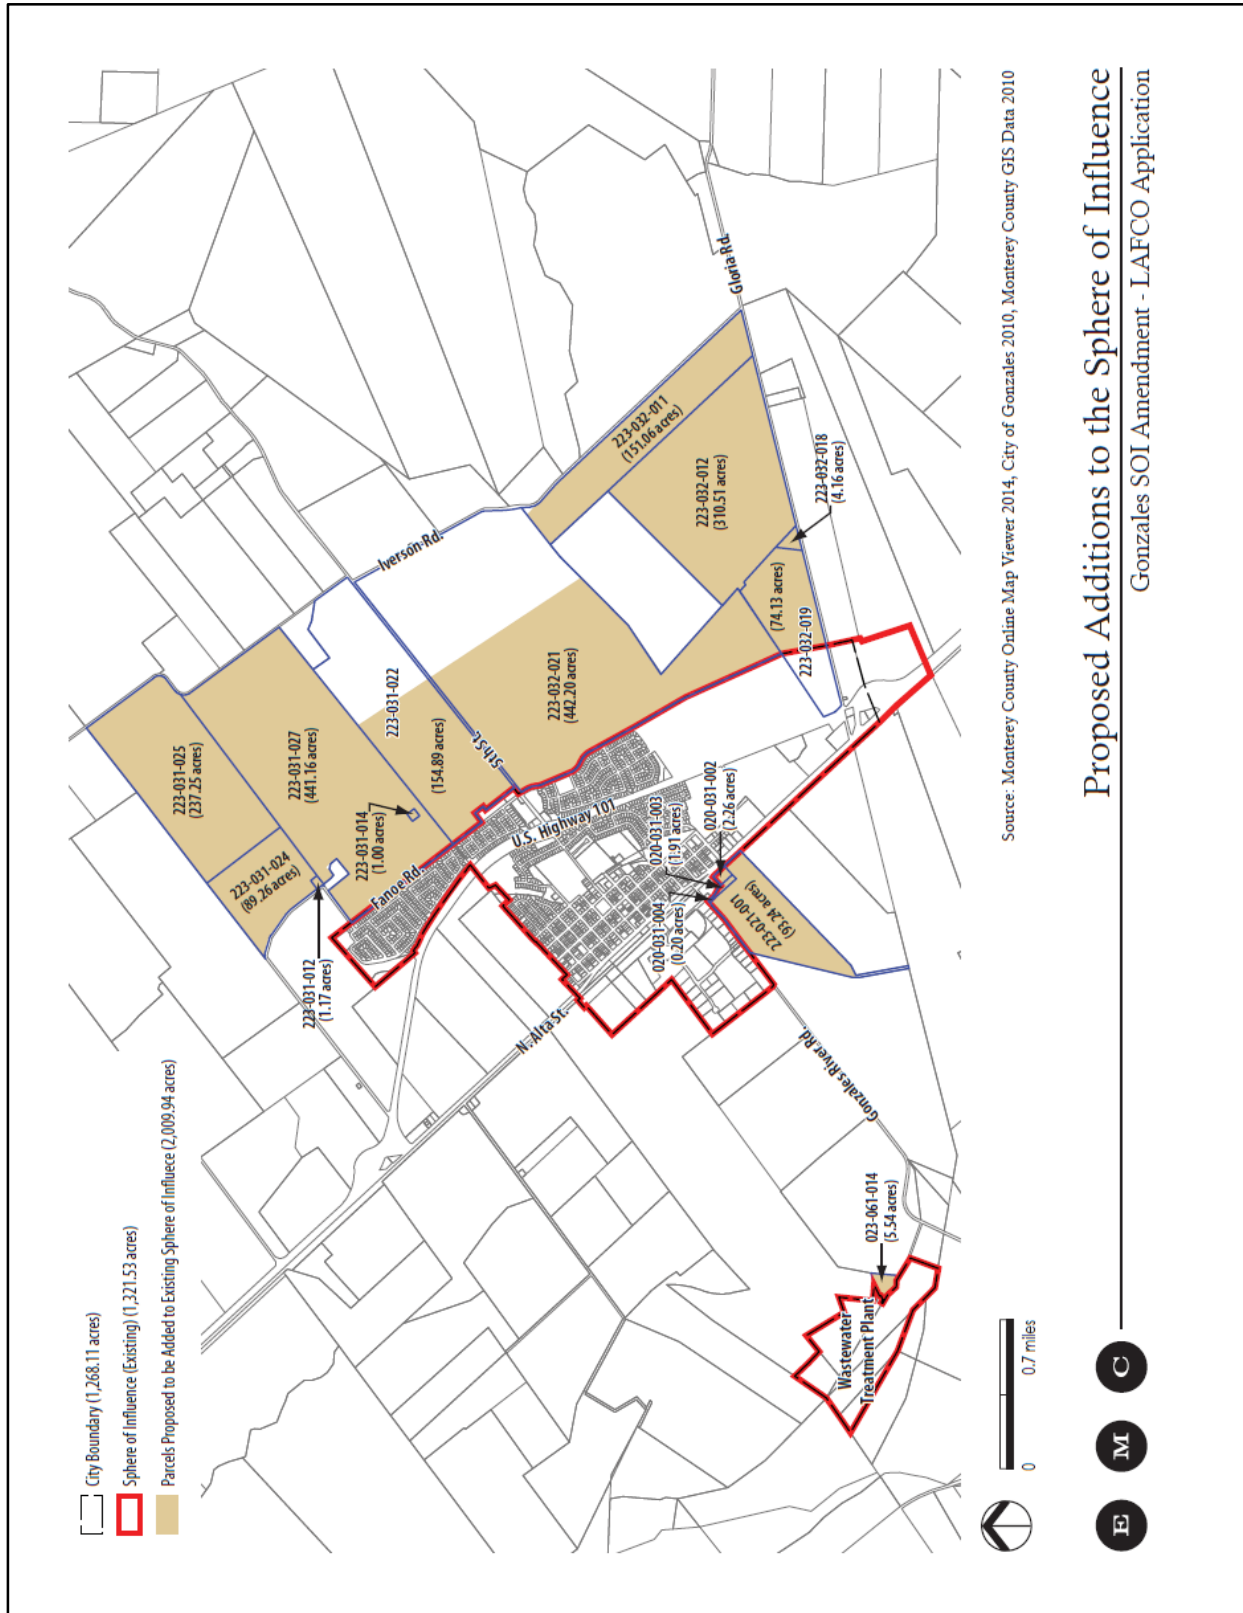 City Boundary (1,268.11 acres)
Sphere of Influence (Existing) (1,321.53 acres)
Parcels Proposed to be Added to Existing Sphere of Influece (2,009.94 acres)
223-031-025
(237.25 acres)
223-031-024
(89.26 acres)
223-031-027
(441.16 acres)
223-031-012
(1.17 acres)
223-031-014
(1.00 acres)
Fanoe Rd.
223-031-022
(154.89 acres)
Iverson Rd.
5th St.
U.S. Highway 101
223-032-021
(442.20 acres)
223-032-011
(151.06 acres)
223-032-012
(310.51 acres)
223-032-018
(4.16 acres)
(74.13 acres)
223-032-019
Gloria Rd.
N. Alta St.
020-031-004
(0.20 acres)
020-031-003
(1.91 acres)
020-031-002
(2.26 acres)
223-021-001
(93.24 acres)
Gonzales River Rd.
023-061-014
(5.54 acres)
Wastewater
Treatment Plant
0
0.7 miles
Source: Monterey County Online Map Viewer 2014, City of Gonzales 2010, Monterey County GIS Data 2010
E M C
Proposed Additions to the Sphere of Influence
Gonzales SOI Amendment - LAFCO Application